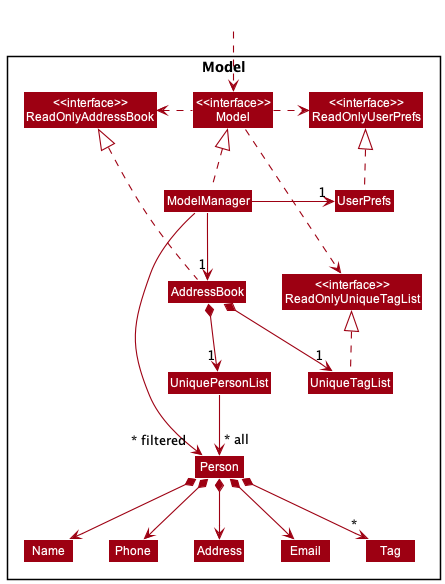 Model
<<interface>>
ReadOnlyAddressBook
<<interface>>
Model
<<interface>>
ReadOnlyUserPrefs
ModelManager
1
UserPrefs
1
AddressBook
<<interface>>
ReadOnlyUniqueTagList
1
1
UniquePersonList
UniqueTagList
* filtered
* all
Person
*
Name
Phone
Address
Email
Tag